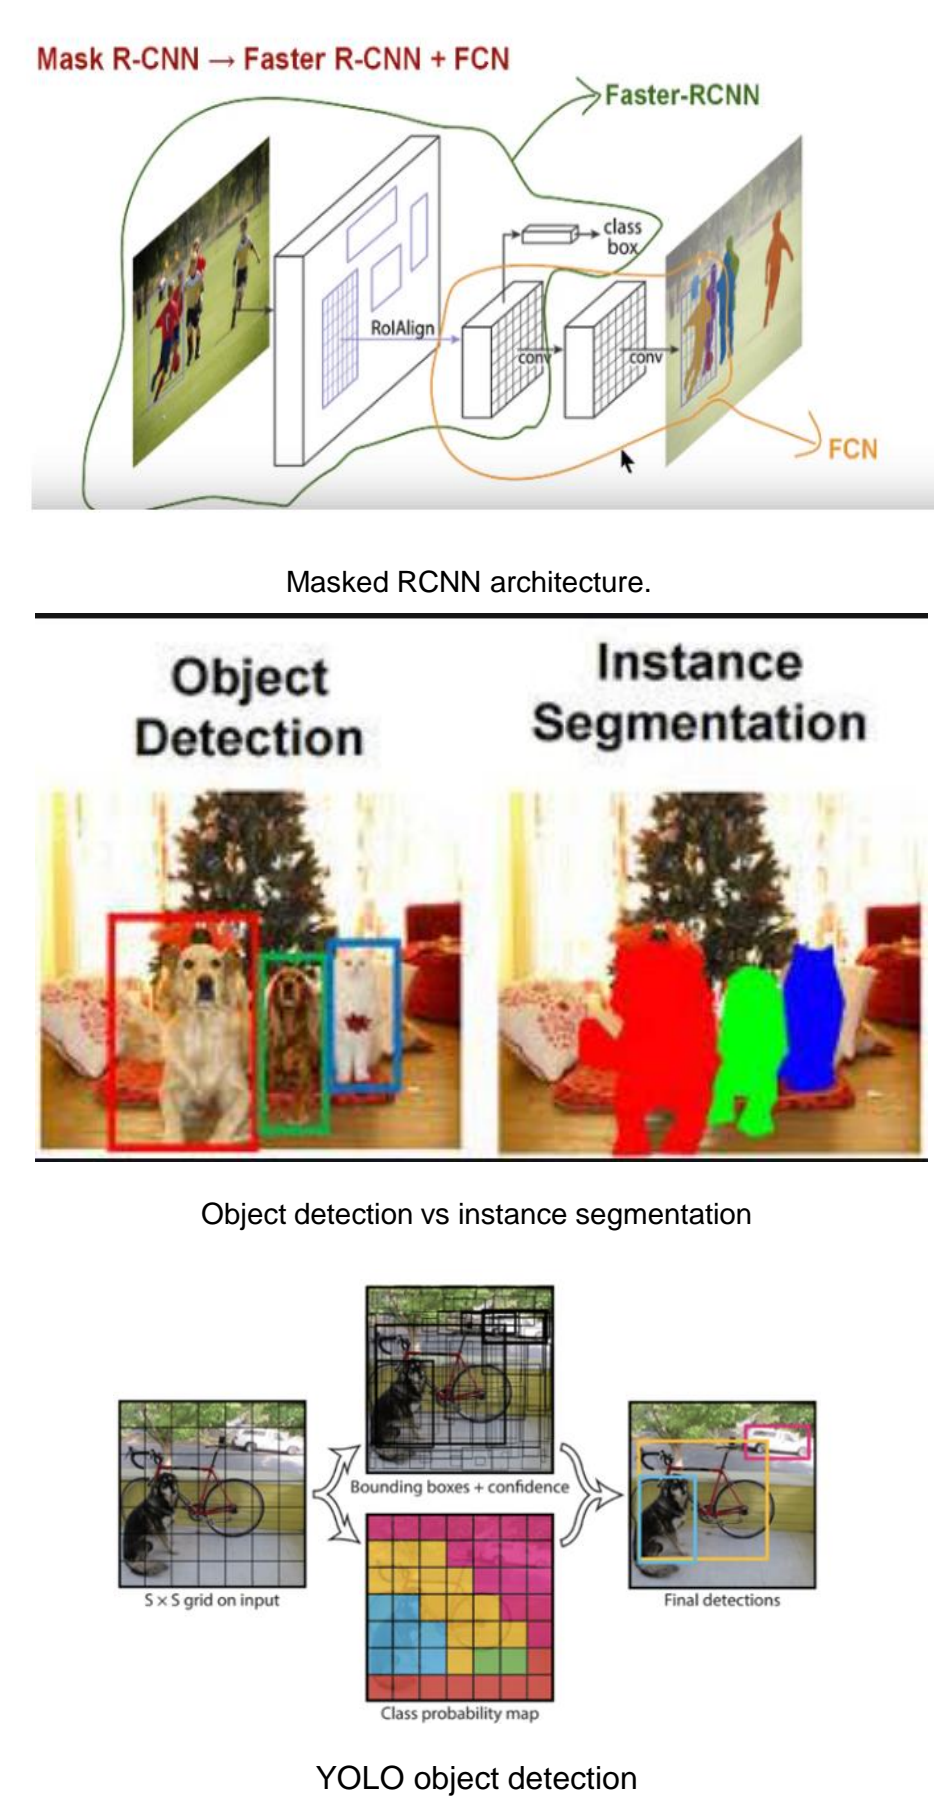 Mask R-CNN → Faster R-CNN + FCN
Faster-RCNN
class
box
RoIAlign
conv
conv
FCN
Masked RCNN architecture.
Object
Detection
Instance
Segmentation
Object detection vs instance segmentation
Bounding boxes + confidence
S × S grid on input
Final detections
Class probability map
YOLO object detection